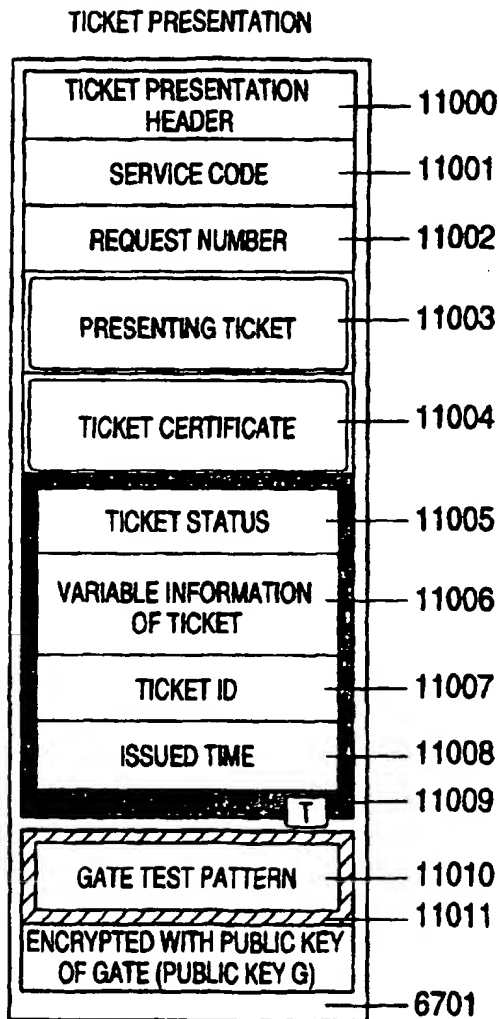 TICKET PRESENTATION
TICKET PRESENTATION
HEADER
11000
SERVICE CODE
11001
REQUEST NUMBER
11002
PRESENTING TICKET
11003
TICKET CERTIFICATE
11004
TICKET STATUS
11005
VARIABLE INFORMATION
OF TICKET
11006
TICKET ID
11007
ISSUED TIME
11008
11009
T
GATE TEST PATTERN
11010
11011
ENCRYPTED WITH PUBLIC KEY
OF GATE (PUBLIC KEY G)
6701